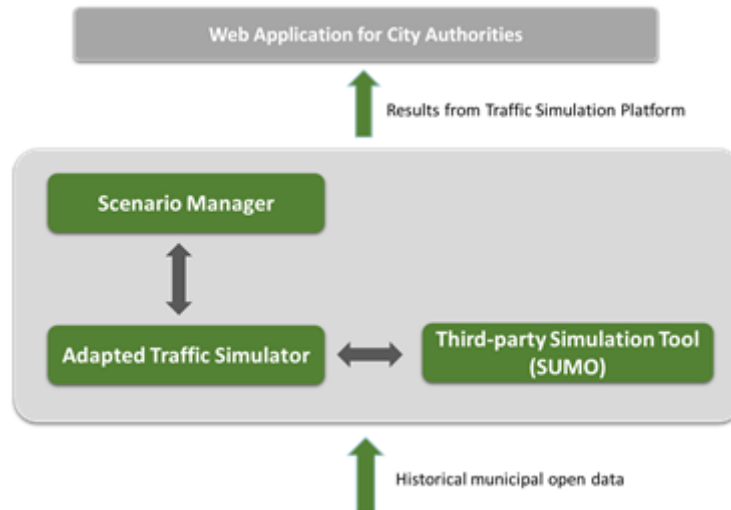 Web Application for City Authorities
Results from Traffic Simulation Platform
Scenario Manager
Adapted Traffic Simulator
Third-party Simulation Tool
(SUMO)
Historical municipal open data